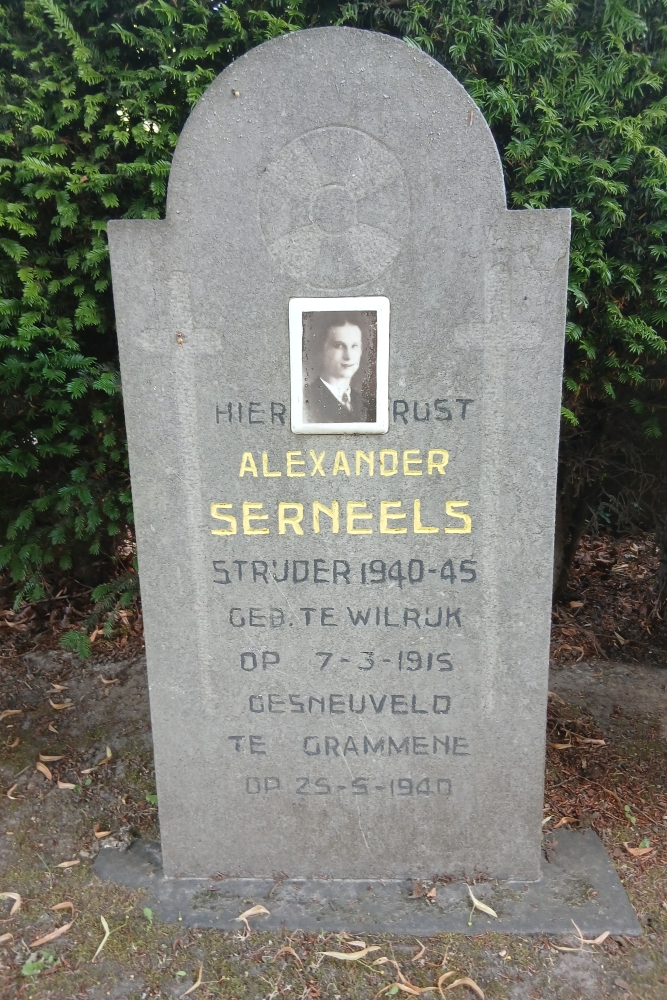 HIER RUST
ALEXANDER
SERNEELS
STRIJDER 1940-45
GEB. TE WILRIJK
OP 7-3-1915
GESNEUVELD
TE GRAMMENE
OP 25-5-1940